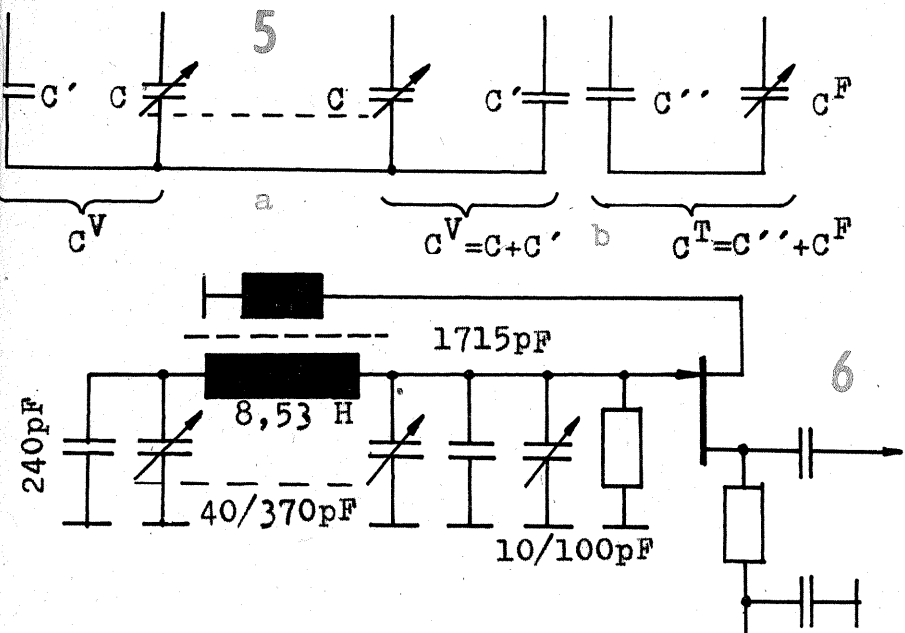 5
C′ C C C′ C′′ C^F
a b
C^V C^V=C+C′ C^T=C′′+C^F
1715pF
6
8,53 H
240pF
40/370pF
10/100pF